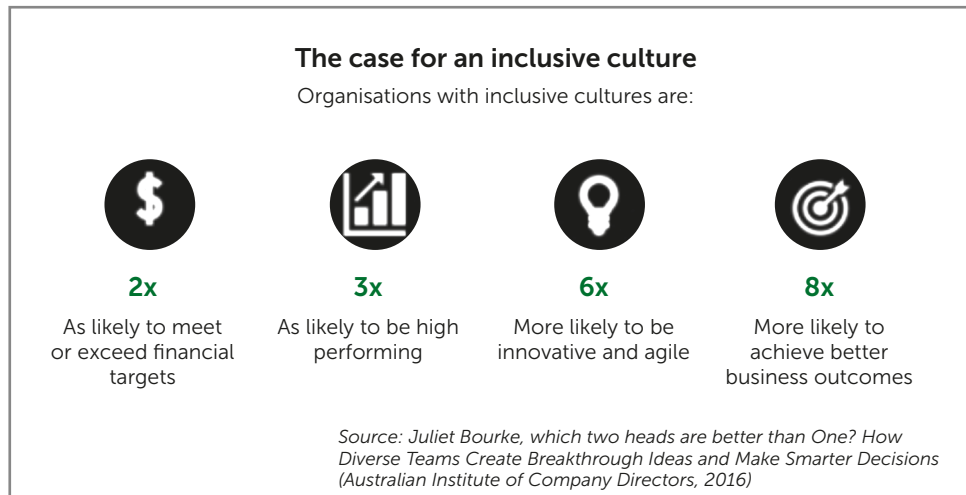 The case for an inclusive culture
Organisations with inclusive cultures are:
$
2x
As likely to meet
or exceed financial
targets
3x
As likely to be high
performing
6x
More likely to be
innovative and agile
8x
More likely to
achieve better
business outcomes
Source: Juliet Bourke, which two heads are better than One? How
Diverse Teams Create Breakthrough Ideas and Make Smarter Decisions
(Australian Institute of Company Directors, 2016)